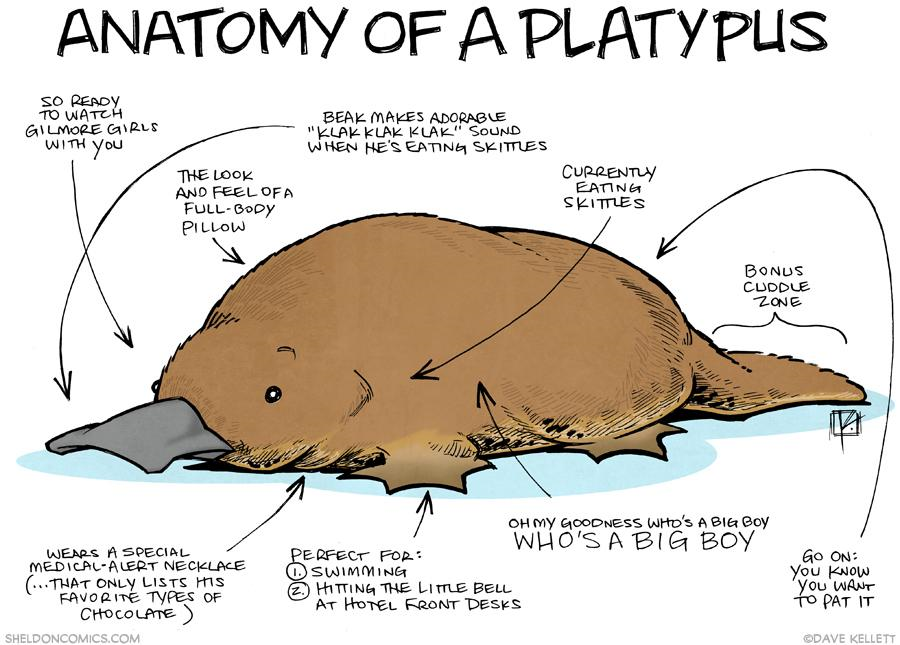 ANATOMY OF A PLATYPUS
SO READY
TO WATCH
GILMORE GIRLS
WITH YOU
BEAK MAKES ADORABLE
"KLAK KLAK KLAK" SOUND
WHEN HE'S EATING SKITTLES
THE LOOK
AND FEEL OF A
FULL-BODY
PILLOW
CURRENTLY
EATING
SKITTLES
BONUS
CUDDLE
ZONE
WEARS A SPECIAL
MEDICAL-ALERT NECKLACE
(...THAT ONLY LISTS HIS
FAVORITE TYPES OF
CHOCOLATE)
PERFECT FOR:
1. SWIMMING
2. HITTING THE LITTLE BELL
AT HOTEL FRONT DESKS
OH MY GOODNESS WHO'S A BIG BOY
WHO'S A BIG BOY
GO ON:
YOU KNOW
YOU WANT
TO PAT IT
SHELDONCOMICS.COM
©DAVE KELLETT